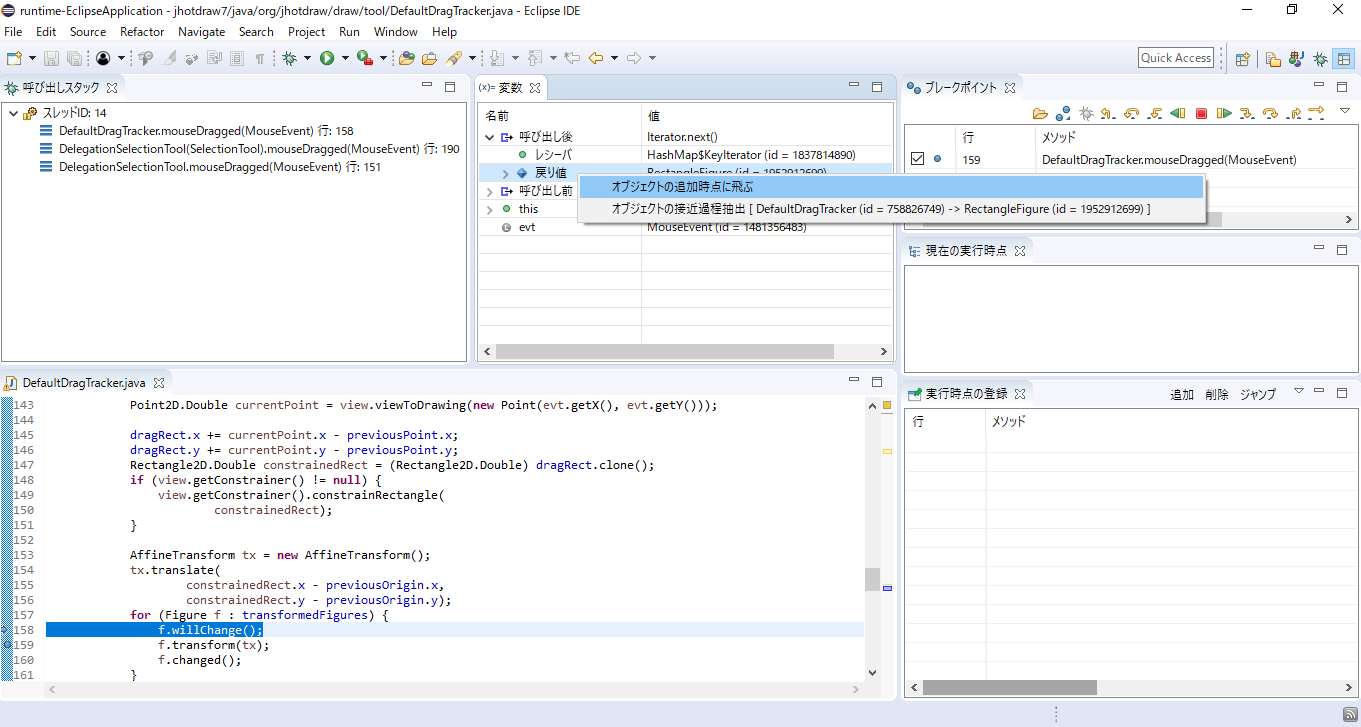 runtime-EclipseApplication - jhotdraw7/java/org/jhotdraw/draw/tool/DefaultDragTracker.java - Eclipse IDE
File Edit Source Refactor Navigate Search Project Run Window Help
Quick Access
呼び出しスタック
スレッドID: 14
DefaultDragTracker.mouseDragged(MouseEvent) 行: 158
DelegationSelectionTool(SelectionTool).mouseDragged(MouseEvent) 行: 190
DelegationSelectionTool.mouseDragged(MouseEvent) 行: 151
(x)= 変数
名前 値
呼び出し後 Iterator.next()
レシーバ HashMap$KeyIterator (id = 1837814890)
戻り値 RectangleFigure (id = 1952912699)
呼び出し前
this
evt MouseEvent (id = 1481356483)
オブジェクトの追加時点に飛ぶ
オブジェクトの接近過程抽出 [ DefaultDragTracker (id = 758826749) -> RectangleFigure (id = 1952912699) ]
ブレークポイント
行 メソッド
159 DefaultDragTracker.mouseDragged(MouseEvent)
現在の実行時点
実行時点の登録 追加 削除 ジャンプ
行 メソッド
DefaultDragTracker.java
143 Point2D.Double currentPoint = view.viewToDrawing(new Point(evt.getX(), evt.getY()));
144
145 dragRect.x += currentPoint.x - previousPoint.x;
146 dragRect.y += currentPoint.y - previousPoint.y;
147 Rectangle2D.Double constrainedRect = (Rectangle2D.Double) dragRect.clone();
148 if (view.getConstrainer() != null) {
149 view.getConstrainer().constrainRectangle(
150 constrainedRect);
151 }
152
153 AffineTransform tx = new AffineTransform();
154 tx.translate(
155 constrainedRect.x - previousOrigin.x,
156 constrainedRect.y - previousOrigin.y);
157 for (Figure f : transformedFigures) {
158 f.willChange();
159 f.transform(tx);
160 f.changed();
161 }